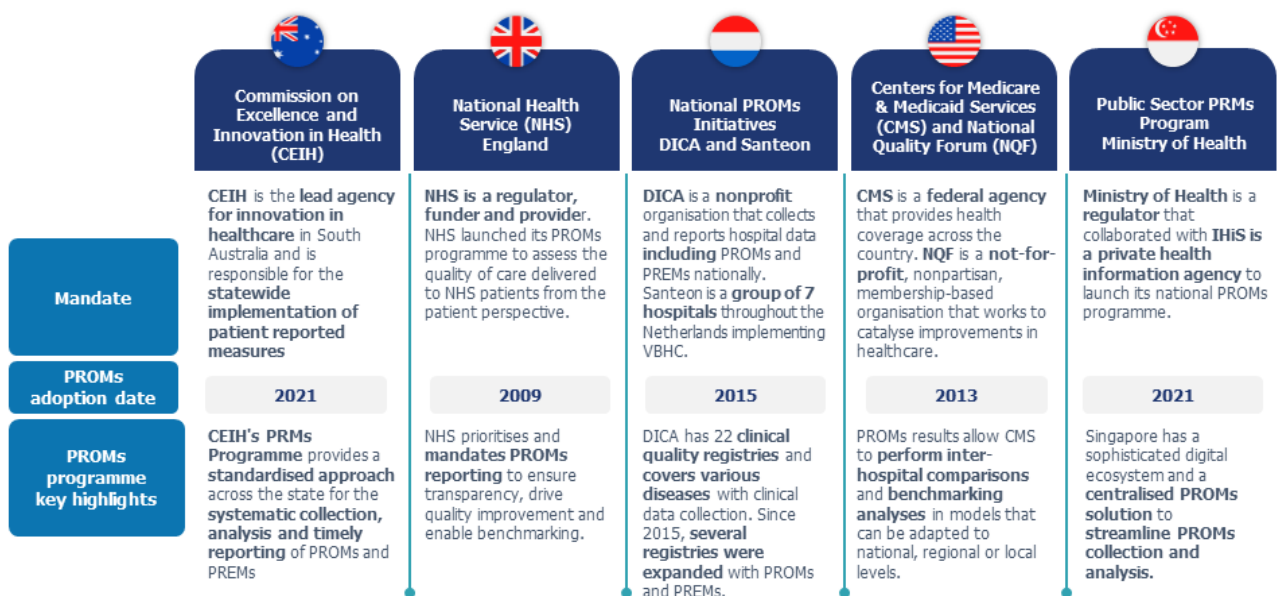 Commission on
Excellence and
Innovation in Health
(CEIH)
National Health
Service (NHS)
England
National PROMs
Initiatives
DICA and Santeon
Centers for Medicare
& Medicaid Services
(CMS) and National
Quality Forum (NQF)
Public Sector PRMs
Program
Ministry of Health
Mandate
CEIH is the lead agency
for innovation in
healthcare in South
Australia and is
responsible for the
statewide
implementation of
patient reported
measures
NHS is a regulator,
funder and provider.
NHS launched its PROMs
programme to assess the
quality of care delivered
to NHS patients from the
patient perspective.
DICA is a nonprofit
organisation that collects
and reports hospital data
including PROMs and
PREMs nationally.
Santeon is a group of 7
hospitals throughout the
Netherlands implementing
VBHC.
CMS is a federal agency
that provides health
coverage across the
country. NQF is a not-for-
profit, nonpartisan,
membership-based
organisation that works to
catalyse improvements in
healthcare.
Ministry of Health is a
regulator that
collaborated with IHiS is
a private health
information agency to
launch its national PROMs
programme.
PROMs
adoption date
2021
2009
2015
2013
2021
PROMs
programme
key highlights
CEIH's PRMs
Programme provides a
standardised approach
across the state for the
systematic collection,
analysis and timely
reporting of PROMs and
PREMs
NHS prioritises and
mandates PROMs
reporting to ensure
transparency, drive
quality improvement and
enable benchmarking.
DICA has 22 clinical
quality registries and
covers various
diseases with clinical
data collection. Since
2015, several
registries were
expanded with PROMs
and PREMs.
PROMs results allow CMS
to perform inter-
hospital comparisons
and benchmarking
analyses in models that
can be adapted to
national, regional or local
levels.
Singapore has a
sophisticated digital
ecosystem and a
centralised PROMs
solution to
streamline PROMs
collection and
analysis.